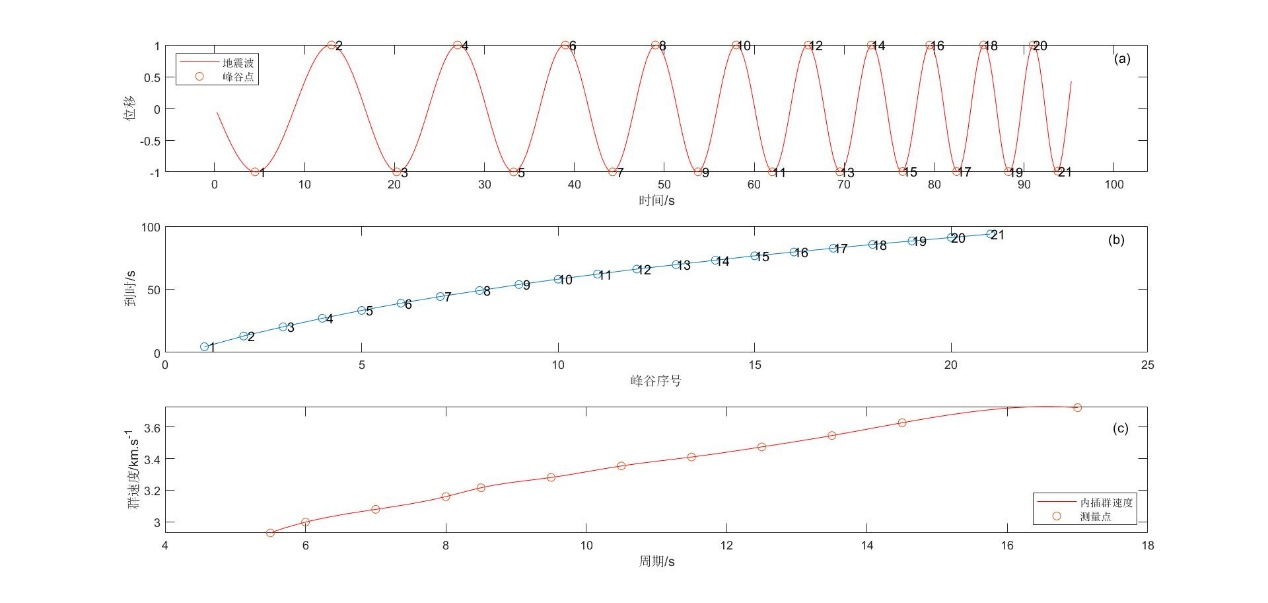 (a)
地震波
峰谷点
位移
1
0.5
0
-0.5
-1
2 4 6 8 10 12 14 16 18 20
1 3 5 7 9 11 13 15 17 19 21
0 10 20 30 40 50 60 70 80 90 100
时间/s
(b)
到时/s
100
50
0
1 2 3 4 5 6 7 8 9 10 11 12 13 14 15 16 17 18 19 20 21
0 5 10 15 20 25
峰谷序号
(c)
群速度/km.s-1
3.6
3.4
3.2
3
内插群速度
测量点
4 6 8 10 12 14 16 18
周期/s